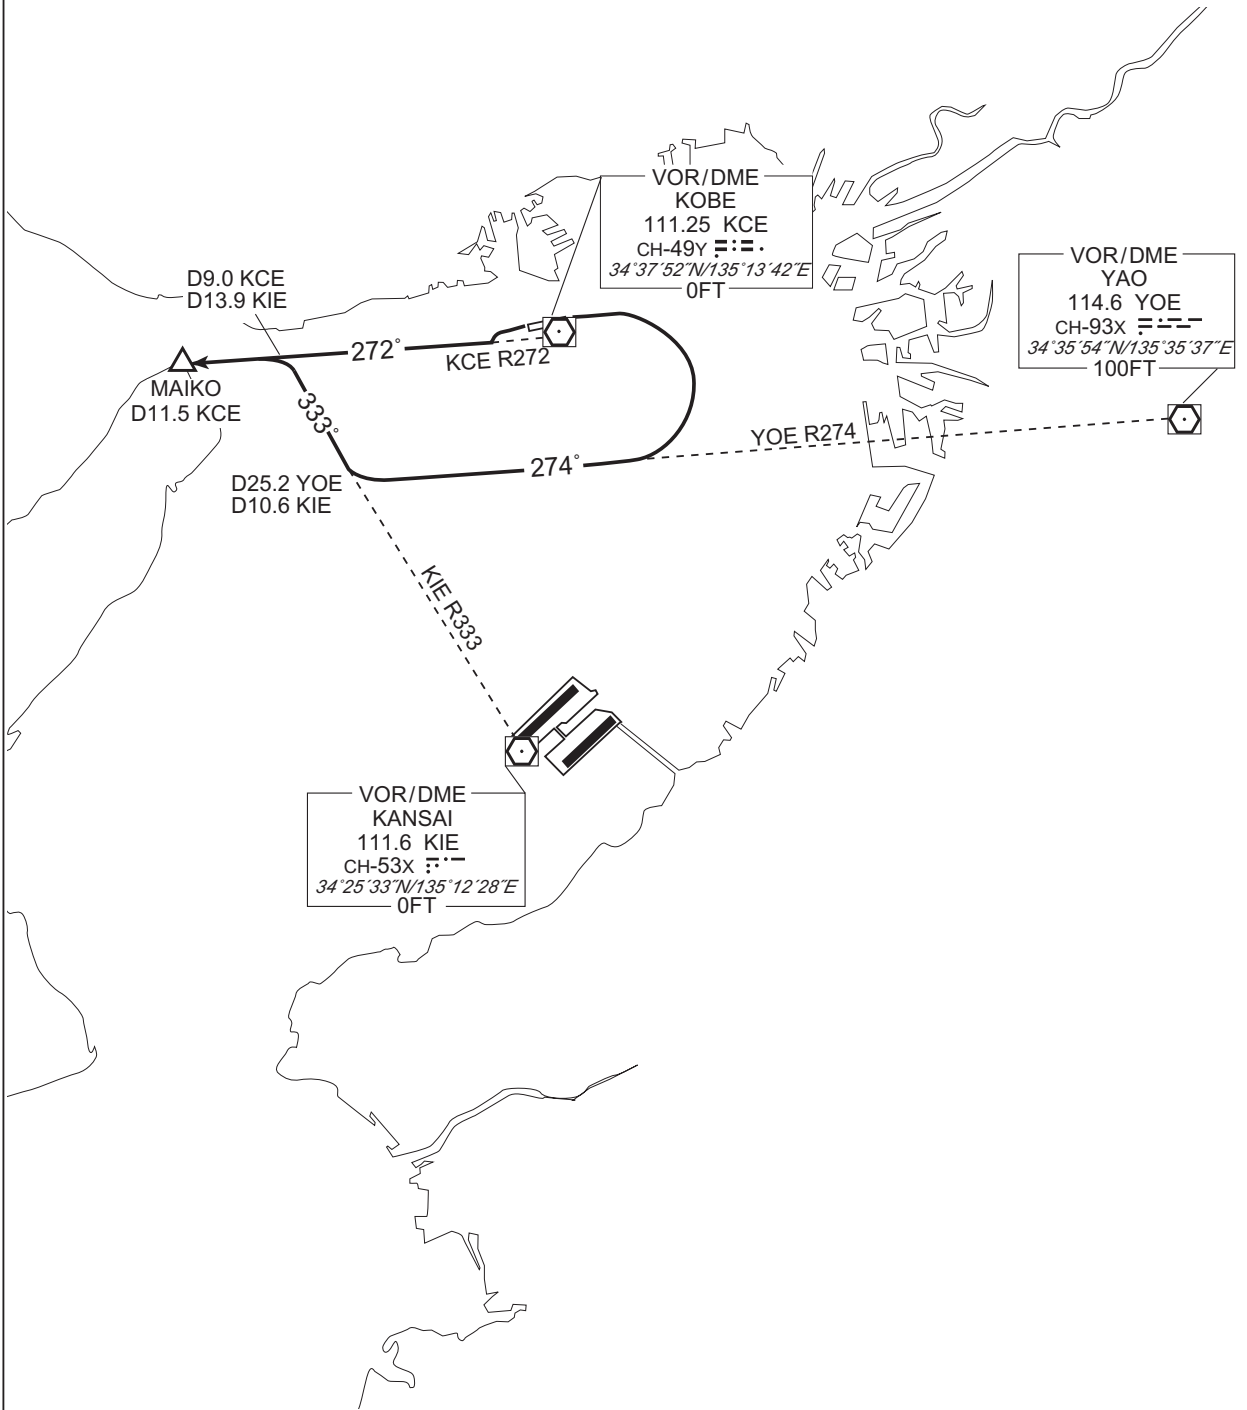 VOR/DME
KOBE
111.25 KCE
CH-49Y
34°37′52″N/135°13′42″E
0FT
VOR/DME
YAO
114.6 YOE
CH-93X
34°35′54″N/135°35′37″E
100FT
D9.0 KCE
D13.9 KIE
272°
KCE R272
MAIKO
D11.5 KCE
333°
YOE R274
274°
D25.2 YOE
D10.6 KIE
KIE R333
VOR/DME
KANSAI
111.6 KIE
CH-53X
34°25′33″N/135°12′28″E
0FT